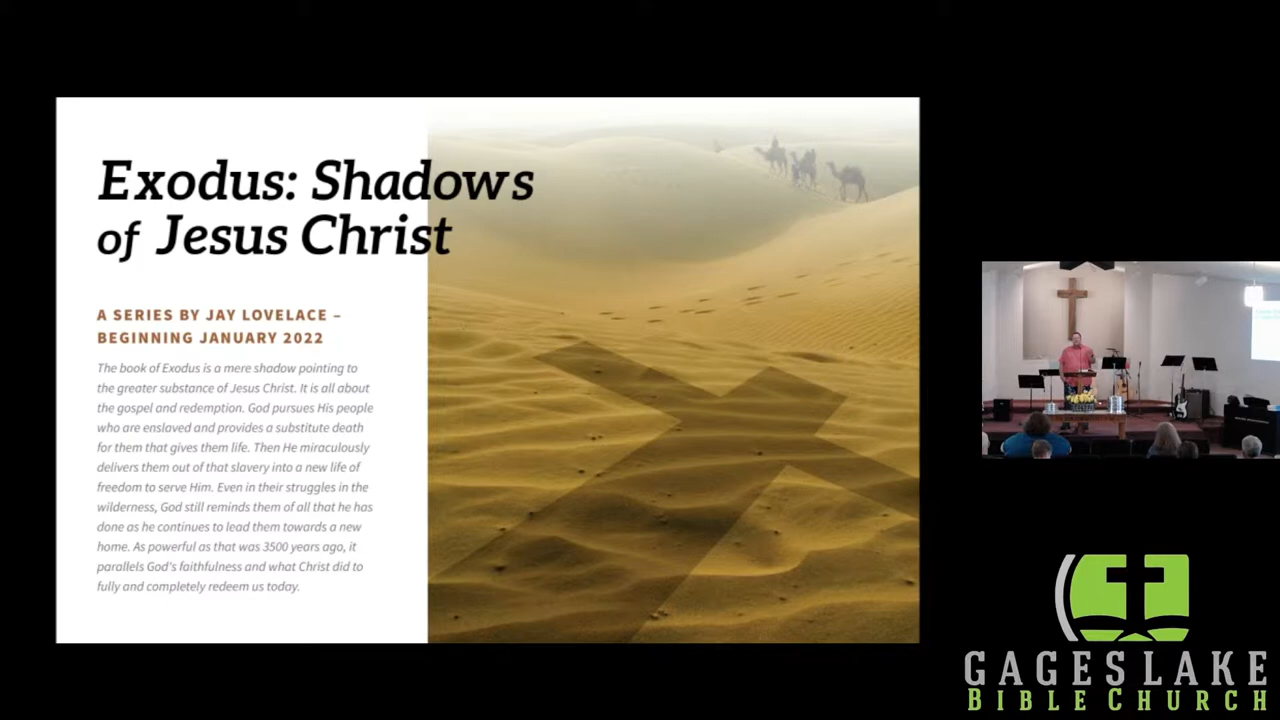 Exodus: Shadows
of Jesus Christ
A SERIES BY JAY LOVELACE –
BEGINNING JANUARY 2022
The book of Exodus is a mere shadow pointing to
the greater substance of Jesus Christ. It is all about
the gospel and redemption. God pursues His people
who are enslaved and provides a substitute death
for them that gives them life. Then He miraculously
delivers them out of that slavery into a new life of
freedom to serve Him. Even in their struggles in the
wilderness, God still reminds them of all that he has
done as he continues to lead them towards a new
home. As powerful as that was 3500 years ago, it
parallels God's faithfulness and what Christ did to
fully and completely redeem us today.
GAGESLAKE
BIBLE CHURCH